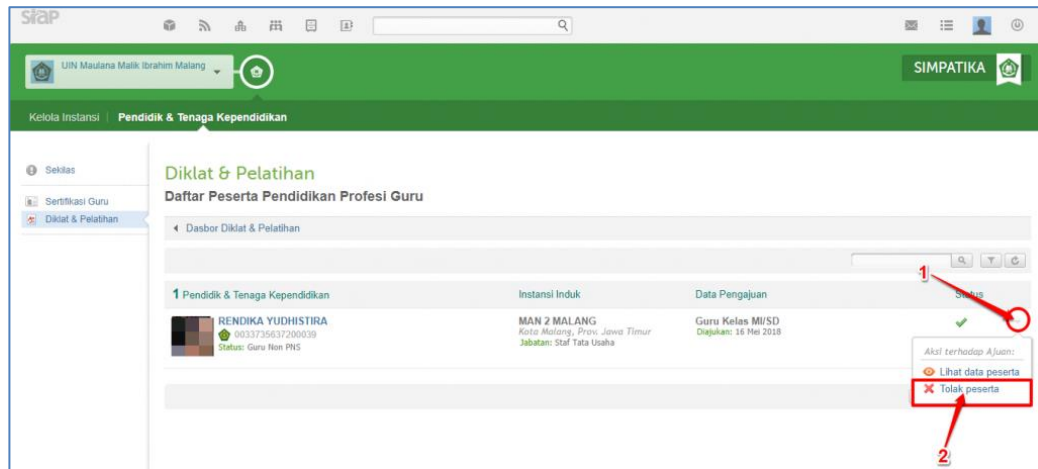 siap
UIN Maulana Malik Ibrahim Malang
SIMPATIKA
Kelola Instansi | Pendidik & Tenaga Kependidikan
Sekilas
Sertifikasi Guru
Diklat & Pelatihan
Diklat & Pelatihan
Daftar Peserta Pendidikan Profesi Guru
Dasbor Diklat & Pelatihan
1
1 Pendidik & Tenaga Kependidikan Instansi Induk Data Pengajuan Status
RENDIKA YUDHISTIRA MAN 2 MALANG Guru Kelas MI/SD
0033735637200039 Kota Malang, Prov. Jawa Timur Diajukan: 16 Mei 2018
Status: Guru Non PNS Jabatan: Staf Tata Usaha
Aksi terhadap Ajuan:
Lihat data peserta
Tolak peserta
2